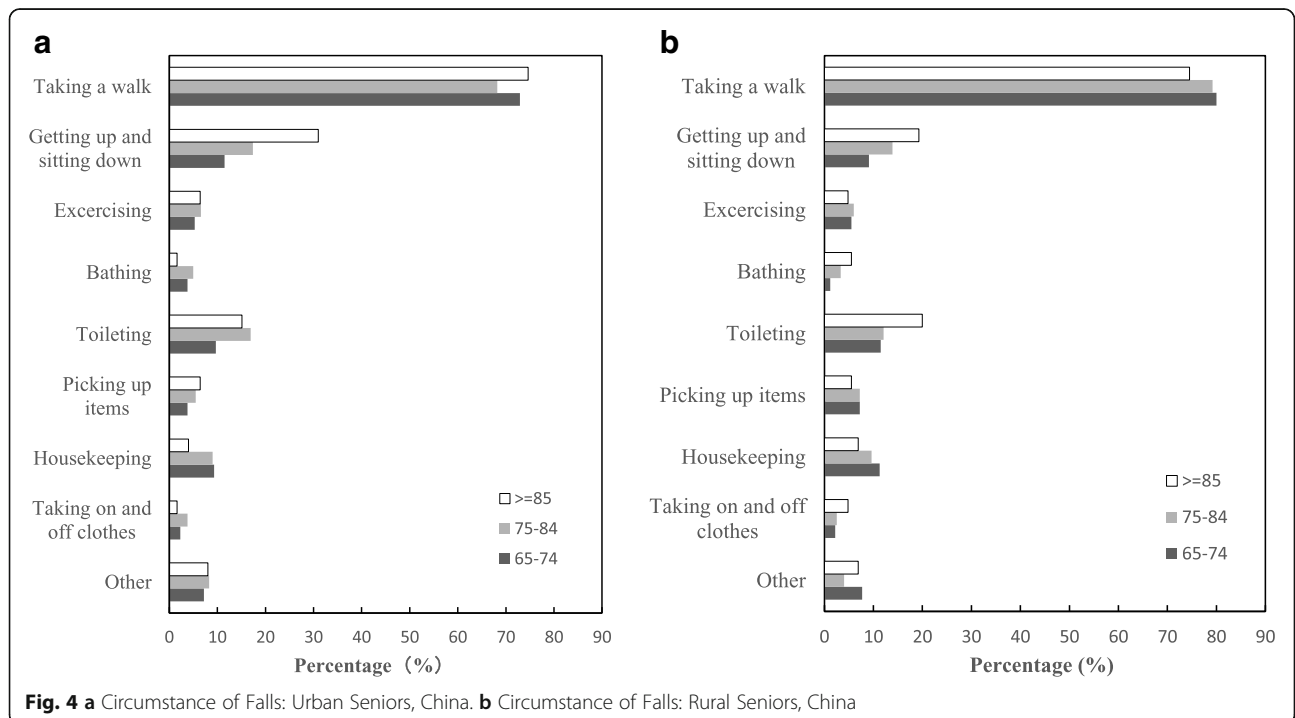 a
Taking a walk
Getting up and
sitting down
Excercising
Bathing
Toileting
Picking up
items
Housekeeping
Taking on and
off clothes
Other
>=85
75-84
65-74
0 10 20 30 40 50 60 70 80 90
Percentage（%）
b
Taking a walk
Getting up and
sitting down
Excercising
Bathing
Toileting
Picking up items
Housekeeping
Taking on and off
clothes
Other
>=85
75-84
65-74
0 10 20 30 40 50 60 70 80 90
Percentage (%)
Fig. 4 a Circumstance of Falls: Urban Seniors, China. b Circumstance of Falls: Rural Seniors, China